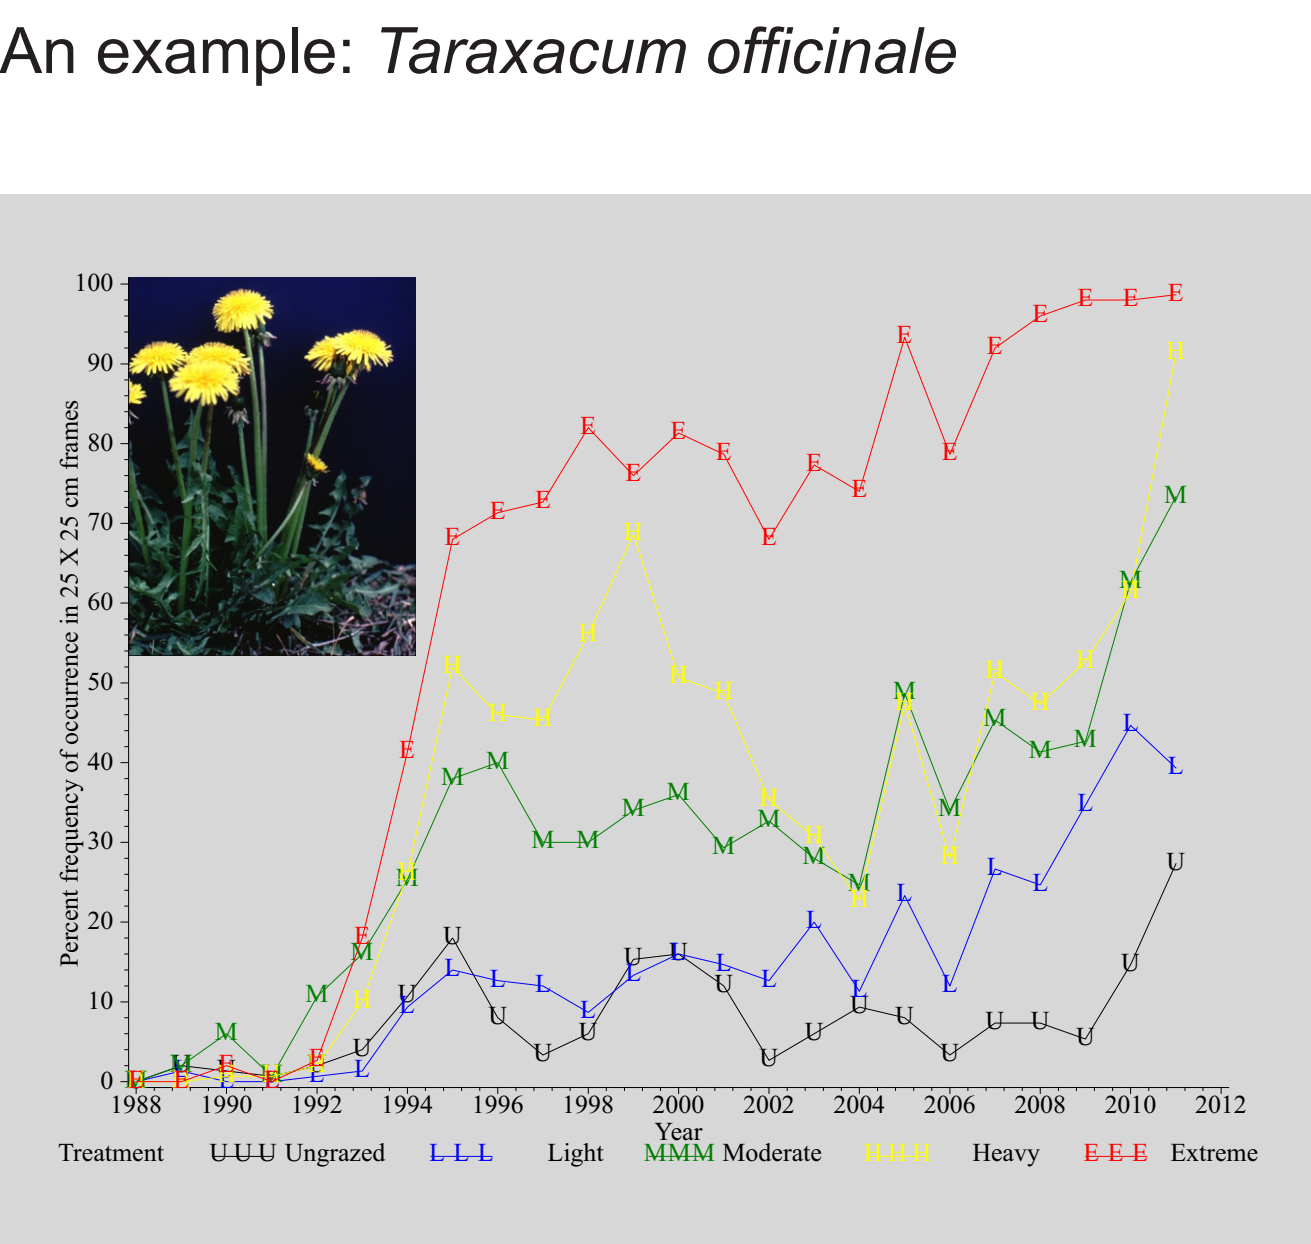 An example: Taraxacum officinale
Percent frequency of occurrence in 25 X 25 cm frames
100
90
80
70
60
50
40
30
20
10
0
1988 1990 1992 1994 1996 1998 2000 2002 2004 2006 2008 2010 2012
Year
Treatment U U U Ungrazed L L L Light M M M Moderate H H H Heavy E E E Extreme